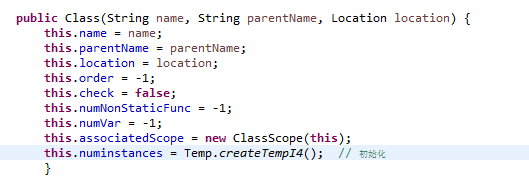 public Class(String name, String parentName, Location location) {
this.name = name;
this.parentName = parentName;
this.location = location;
this.order = -1;
this.check = false;
this.numNonStaticFunc = -1;
this.numVar = -1;
this.associatedScope = new ClassScope(this);
this.numinstances = Temp.createTempI4();  // 初始化
}